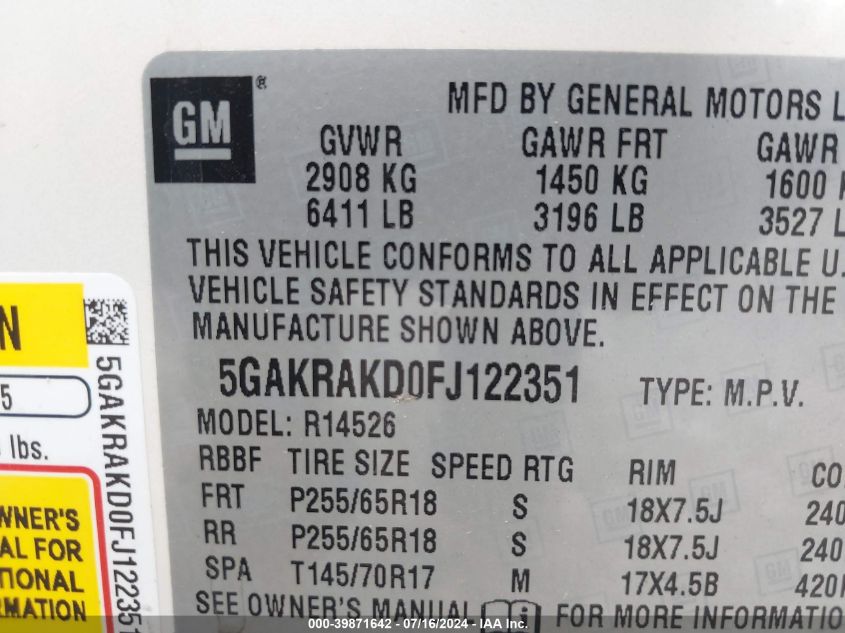 GM ®
MFD BY GENERAL MOTORS L
GVWR GAWR FRT GAWR
2908 KG 1450 KG 1600
6411 LB 3196 LB 3527 L
THIS VEHICLE CONFORMS TO ALL APPLICABLE U.
VEHICLE SAFETY STANDARDS IN EFFECT ON THE
MANUFACTURE SHOWN ABOVE.
5GAKRAKD0FJ122351 TYPE: M.P.V.
MODEL: R14526
RBBF TIRE SIZE SPEED RTG RIM CO
FRT P255/65R18 S 18X7.5J 240
RR P255/65R18 S 18X7.5J 240
SPA T145/70R17 M 17X4.5B 420
SEE OWNER'S MANUAL FOR MORE INFORMATIO
N
5
lbs.
WNER'S
AL FOR
TIONAL
RMATION
5GAKRAKD0FJ122351
000-39871642 - 07/16/2024 - IAA Inc.